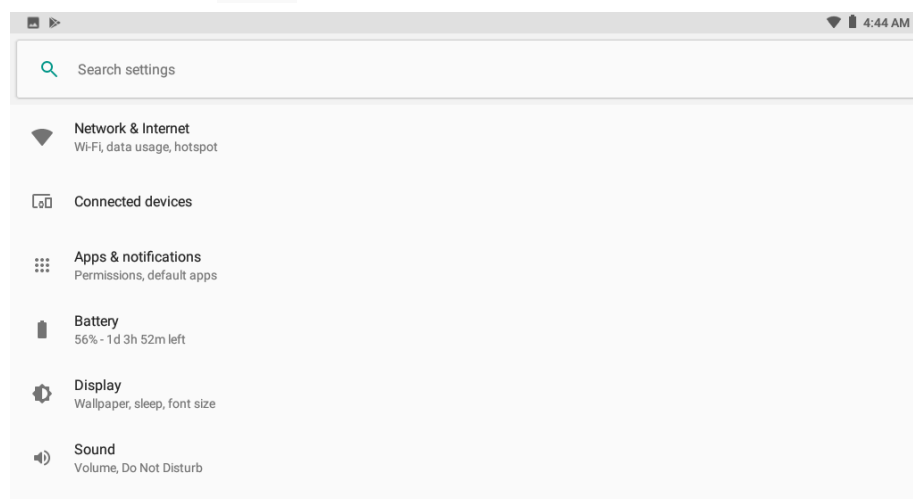 4:44 AM
Search settings
Network & Internet
Wi-Fi, data usage, hotspot
Connected devices
Apps & notifications
Permissions, default apps
Battery
56% - 1d 3h 52m left
Display
Wallpaper, sleep, font size
Sound
Volume, Do Not Disturb